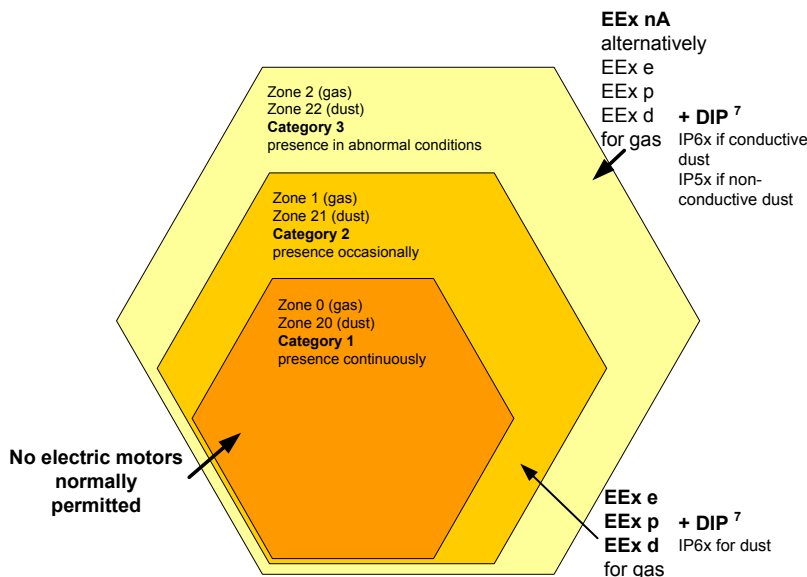 EEx nA
alternatively
EEx e
EEx p
EEx d
for gas
+ DIP 7
IP6x if conductive
dust
IP5x if non-
conductive dust
Zone 2 (gas)
Zone 22 (dust)
Category 3
presence in abnormal conditions
Zone 1 (gas)
Zone 21 (dust)
Category 2
presence occasionally
Zone 0 (gas)
Zone 20 (dust)
Category 1
presence continuously
No electric motors
normally
permitted
EEx e
EEx p
EEx d
for gas
+ DIP 7
IP6x for dust